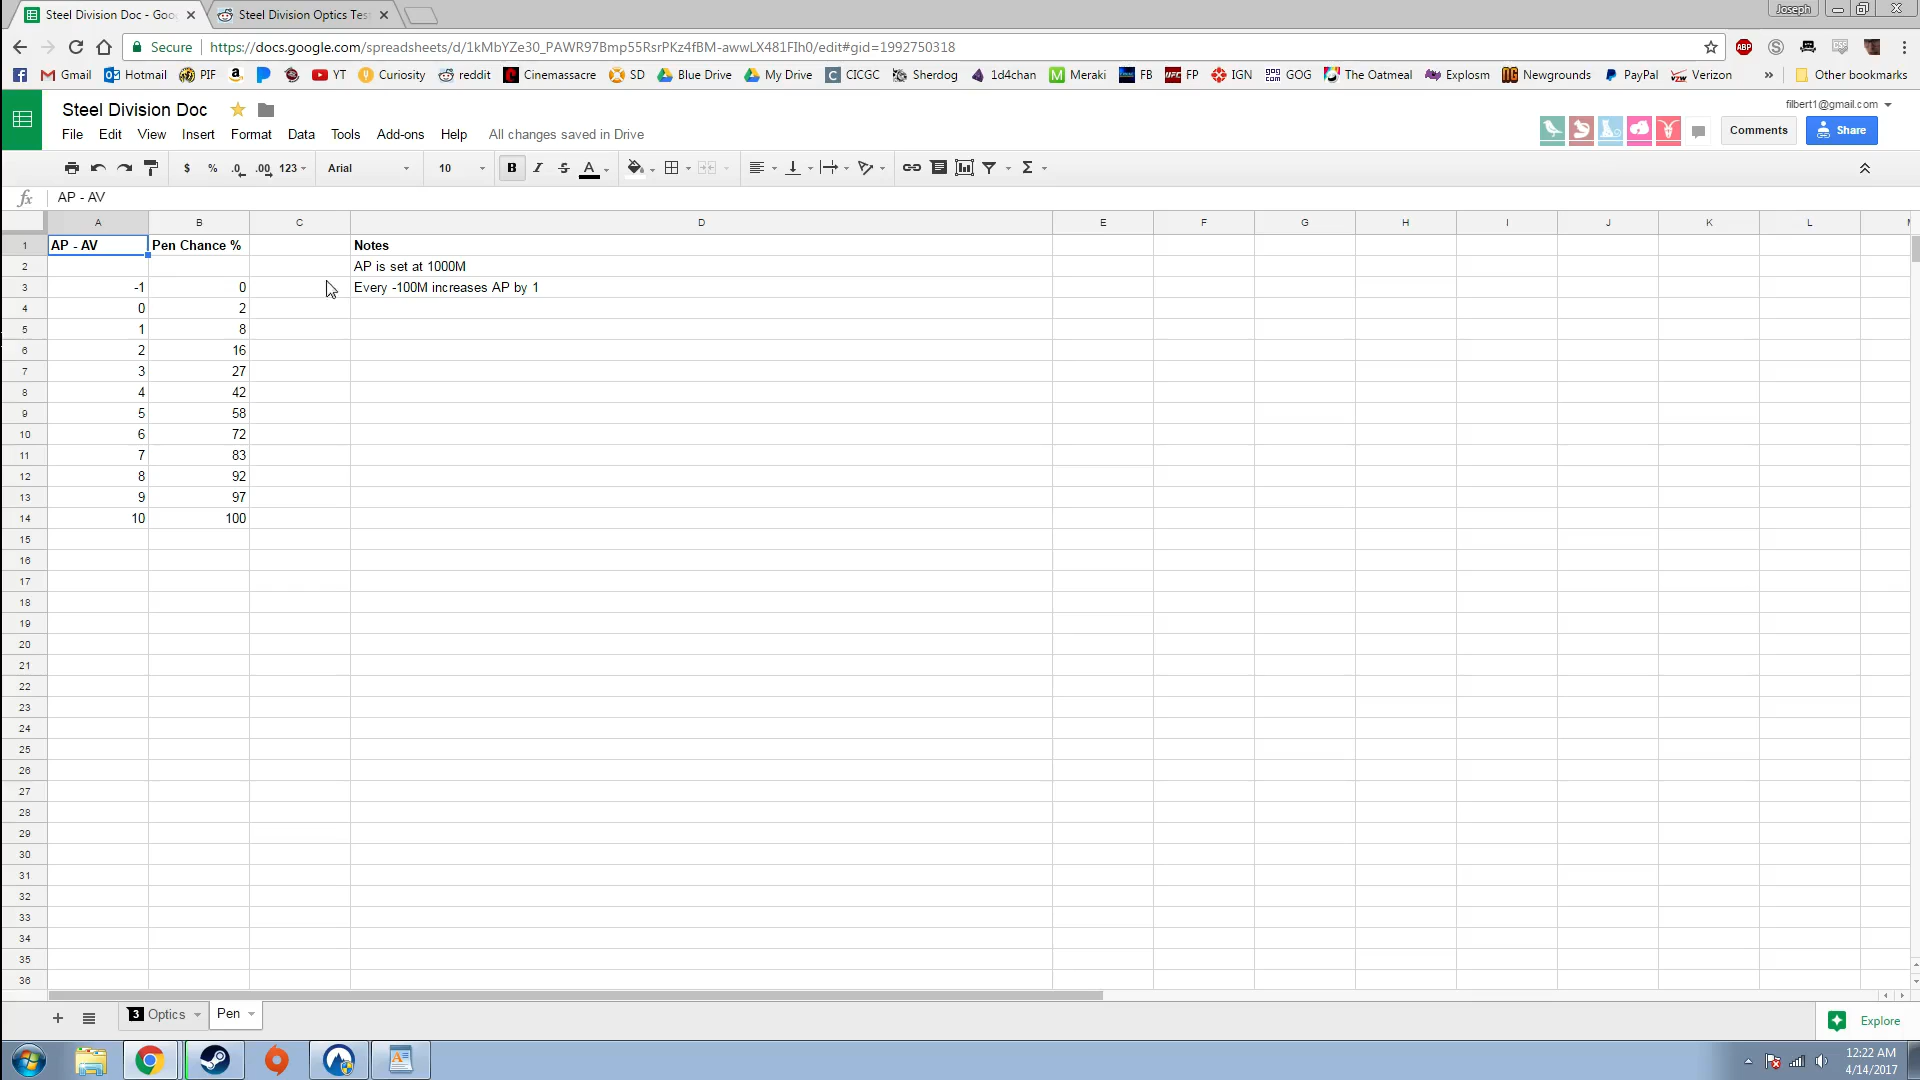 Steel Division Doc - Goo
Steel Division Optics Tes
Joseph
Secure
https://docs.google.com/spreadsheets/d/1kMbYZe30_PAWR97Bmp55RsrPKz4fBM-awwLX481FIh0/edit#gid=1992750318
ABP
Gmail Hotmail PIF YT Curiosity reddit Cinemassacre SD Blue Drive My Drive CICGC Sherdog 1d4chan Meraki FB FP IGN GOG The Oatmeal Explosm Newgrounds PayPal Verizon » Other bookmarks
Steel Division Doc
filbert1@gmail.com
File Edit View Insert Format Data Tools Add-ons Help All changes saved in Drive
Comments Share
$ % .0 .00 123 Arial 10 B I S A Σ
fx AP - AV
A B C D E F G H I J K L
1 AP - AV Pen Chance % Notes
2 AP is set at 1000M
3 -1 0 Every -100M increases AP by 1
4 0 2
5 1 8
6 2 16
7 3 27
8 4 42
9 5 58
10 6 72
11 7 83
12 8 92
13 9 97
14 10 100
15
16
17
18
19
20
21
22
23
24
25
26
27
28
29
30
31
32
33
34
35
36
3 Optics Pen
Explore
12:22 AM
4/14/2017